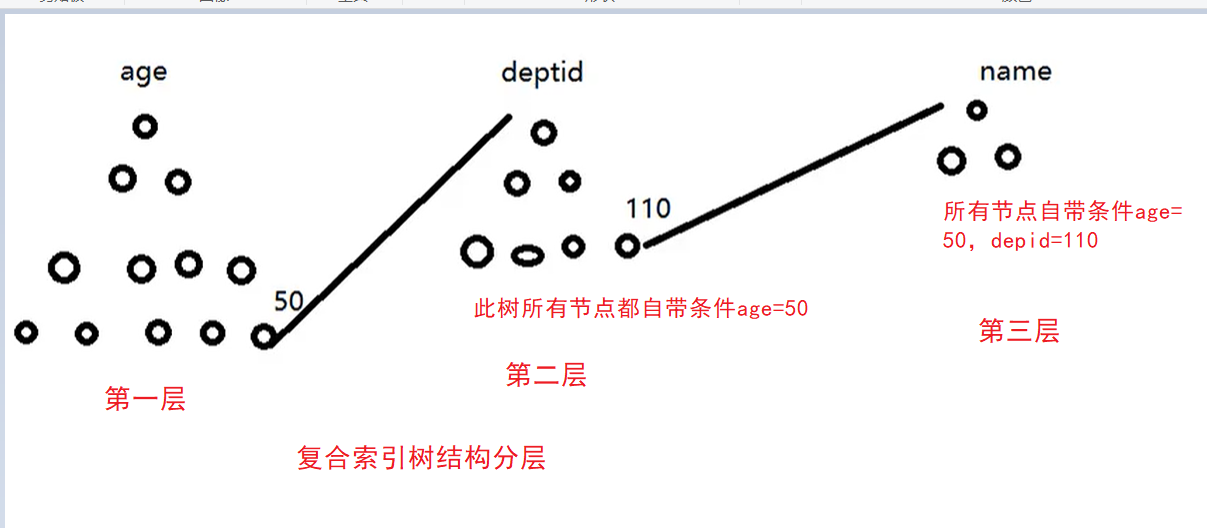 age
deptid
name
50
110
所有节点自带条件age=
50，depid=110
此树所有节点都自带条件age=50
第一层
第二层
第三层
复合索引树结构分层